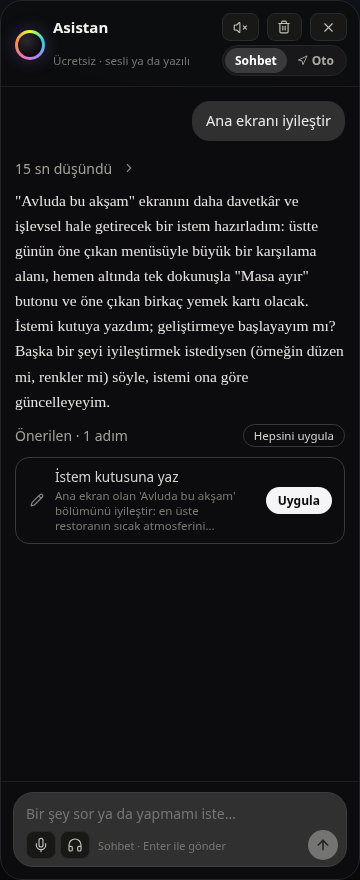 Asistan
Ücretsiz · sesli ya da yazılı
Sohbet
Oto
Ana ekranı iyileştir
15 sn düşündü
"Avluda bu akşam" ekranını daha davetkâr ve
işlevsel hale getirecek bir istem hazırladım: üstte
günün öne çıkan menüsüyle büyük bir karşılama
alanı, hemen altında tek dokunuşla "Masa ayır"
butonu ve öne çıkan birkaç yemek kartı olacak.
İstemi kutuya yazdım; geliştirmeye başlayayım mı?
Başka bir şeyi iyileştirmek istediysen (örneğin düzen
mi, renkler mi) söyle, istemi ona göre
güncelleyeyim.
Önerilen · 1 adım
Hepsini uygula
İstem kutusuna yaz
Ana ekran olan 'Avluda bu akşam'
bölümünü iyileştir: en üste
restoranın sıcak atmosferini...
Uygula
Bir şey sor ya da yapmamı iste...
Sohbet · Enter ile gönder